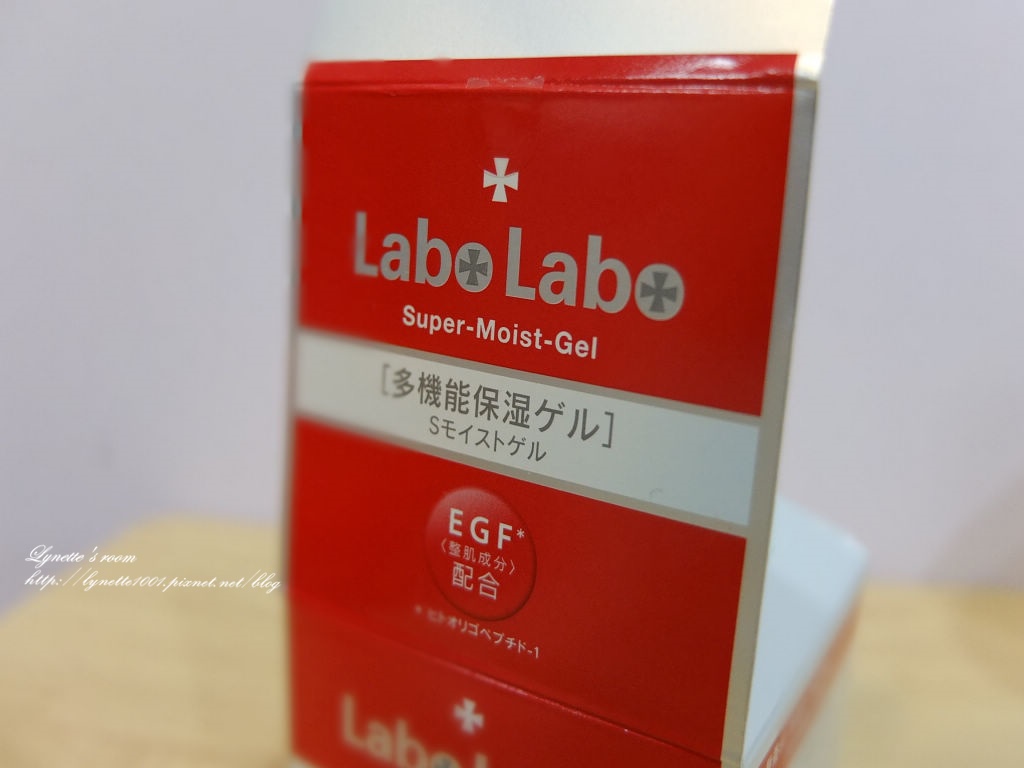 Labo Labo
Super-Moist-Gel
[多機能保湿ゲル]
Sモイストゲル
EGF*
〈整肌成分〉
配合
* ヒトオリゴペプチド-1
Labo L
Lynette's room
http://lynette1001.pixnet.net/blog